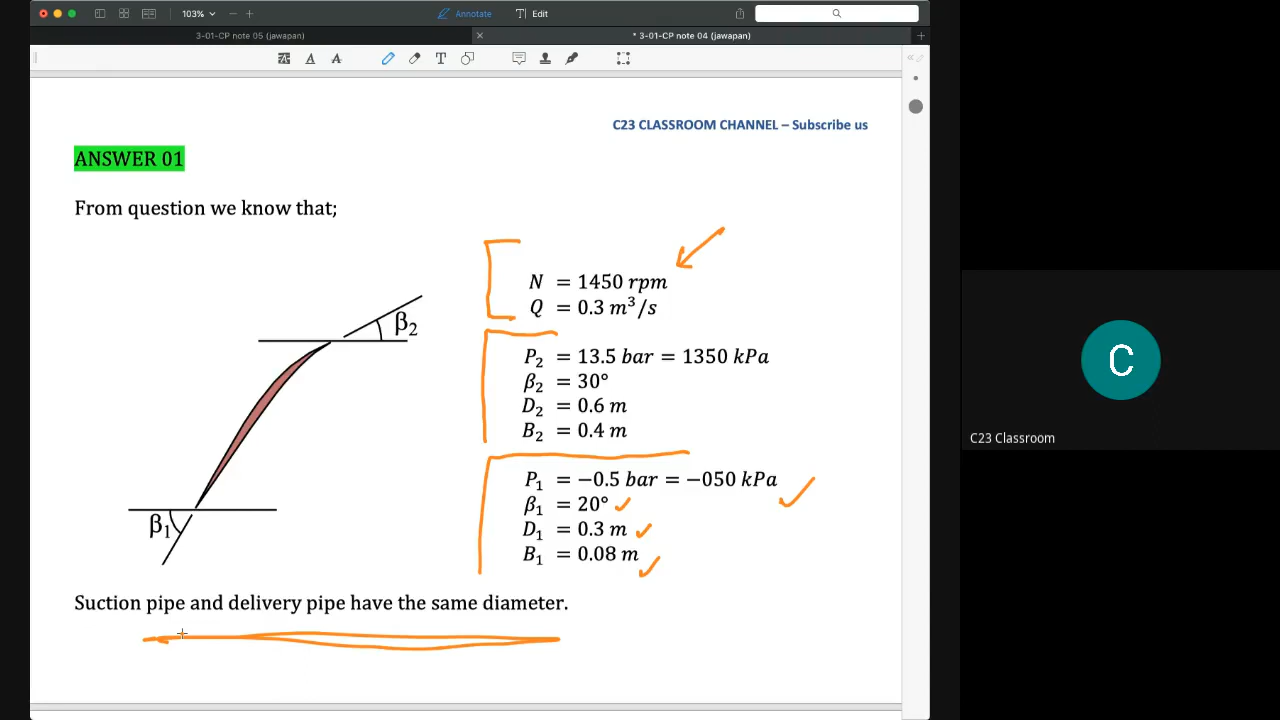 103%
Annotate
Edit
3-01-CP note 05 (jawapan)
* 3-01-CP note 04 (jawapan)
C23 CLASSROOM CHANNEL – Subscribe us
ANSWER 01
From question we know that;
N = 1450 rpm
Q = 0.3 m³/s
β₂
P₂ = 13.5 bar = 1350 kPa
β₂ = 30°
D₂ = 0.6 m
B₂ = 0.4 m
P₁ = −0.5 bar = −050 kPa
β₁ = 20°
D₁ = 0.3 m
B₁ = 0.08 m
β₁
Suction pipe and delivery pipe have the same diameter.
C
C23 Classroom